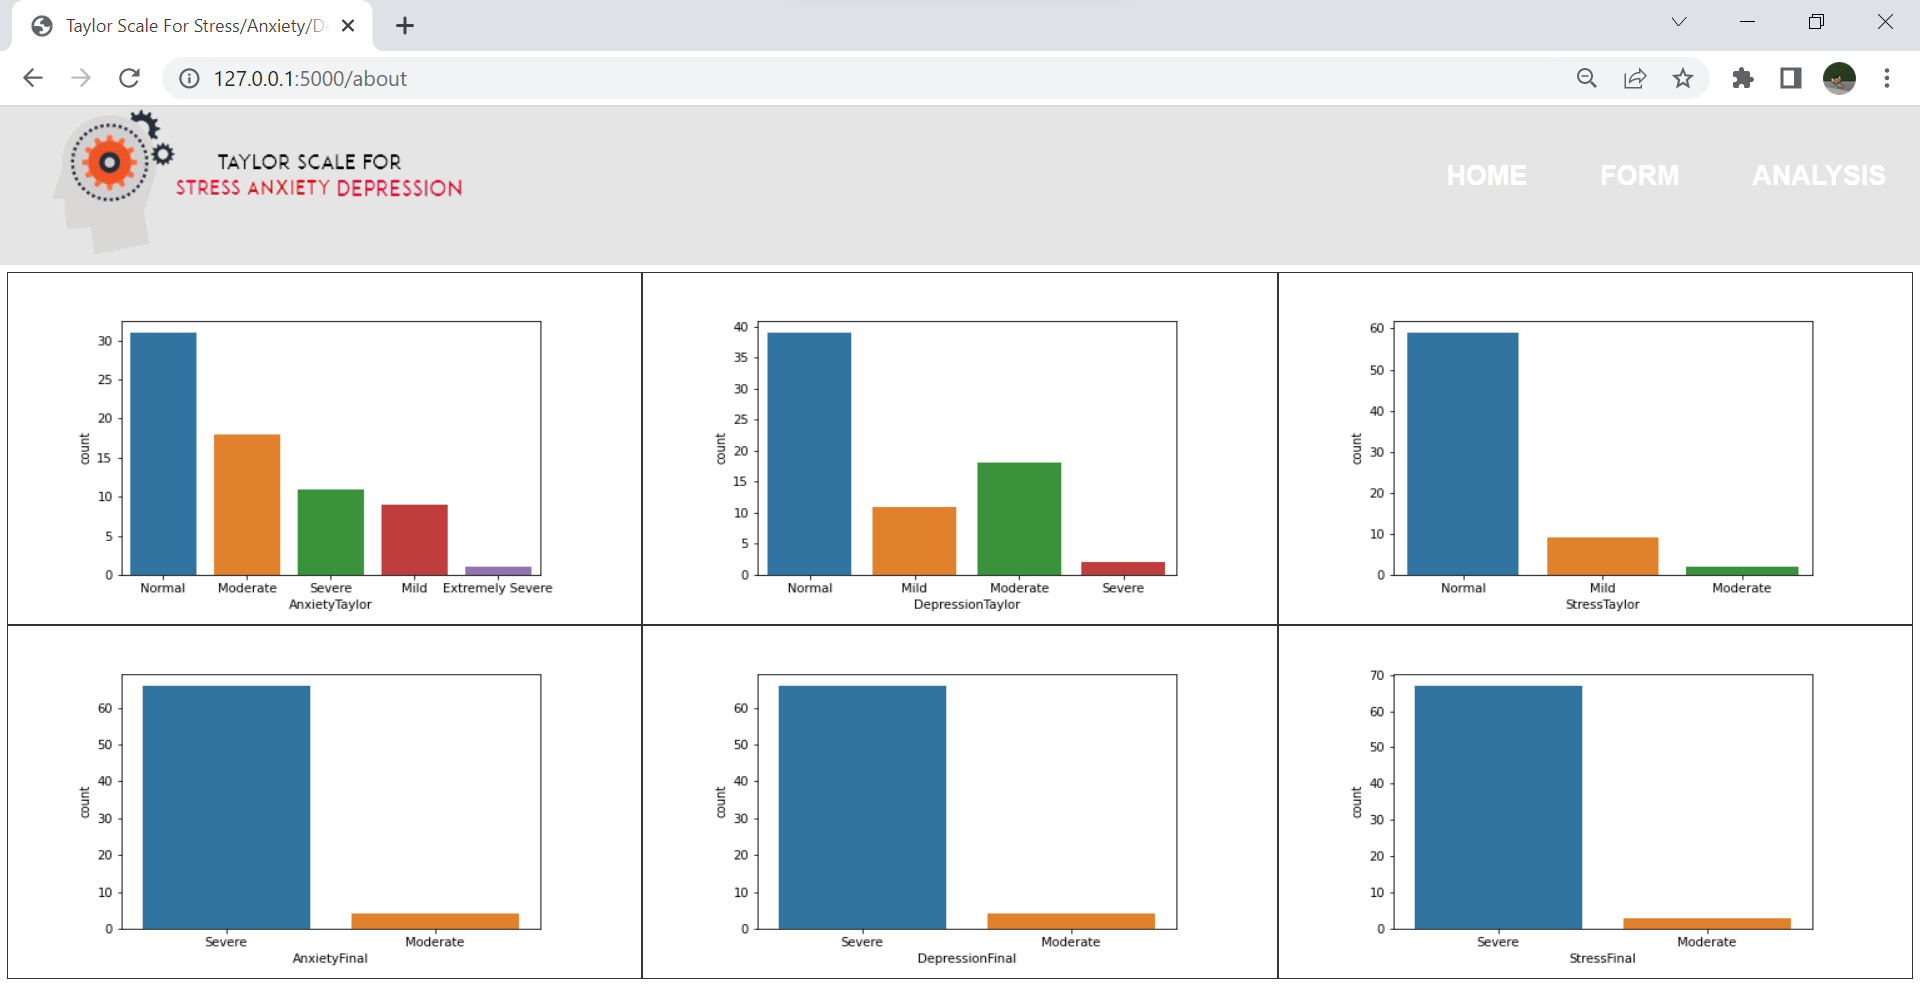 Taylor Scale For Stress/Anxiety/D
127.0.0.1:5000/about
TAYLOR SCALE FOR
STRESS ANXIETY DEPRESSION
HOME FORM ANALYSIS
30
25
20
15
10
5
0
count
Normal Moderate Severe Mild Extremely Severe
AnxietyTaylor
40
35
30
25
20
15
10
5
0
count
Normal Mild Moderate Severe
DepressionTaylor
60
50
40
30
20
10
0
count
Normal Mild Moderate
StressTaylor
60
50
40
30
20
10
0
count
Severe Moderate
AnxietyFinal
60
50
40
30
20
10
0
count
Severe Moderate
DepressionFinal
70
60
50
40
30
20
10
0
count
Severe Moderate
StressFinal